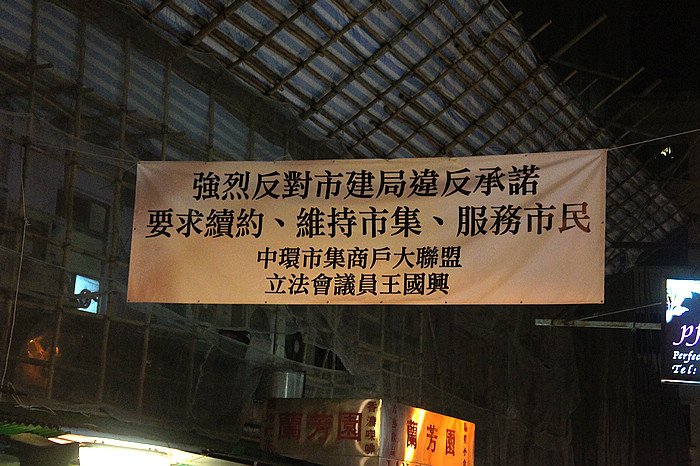 強烈反對市建局違反承諾
要求續約、維持市集、服務市民
中環市集商戶大聯盟
立法會議員王國興
蘭芳園
蘭芳園
Perfec
Tel: